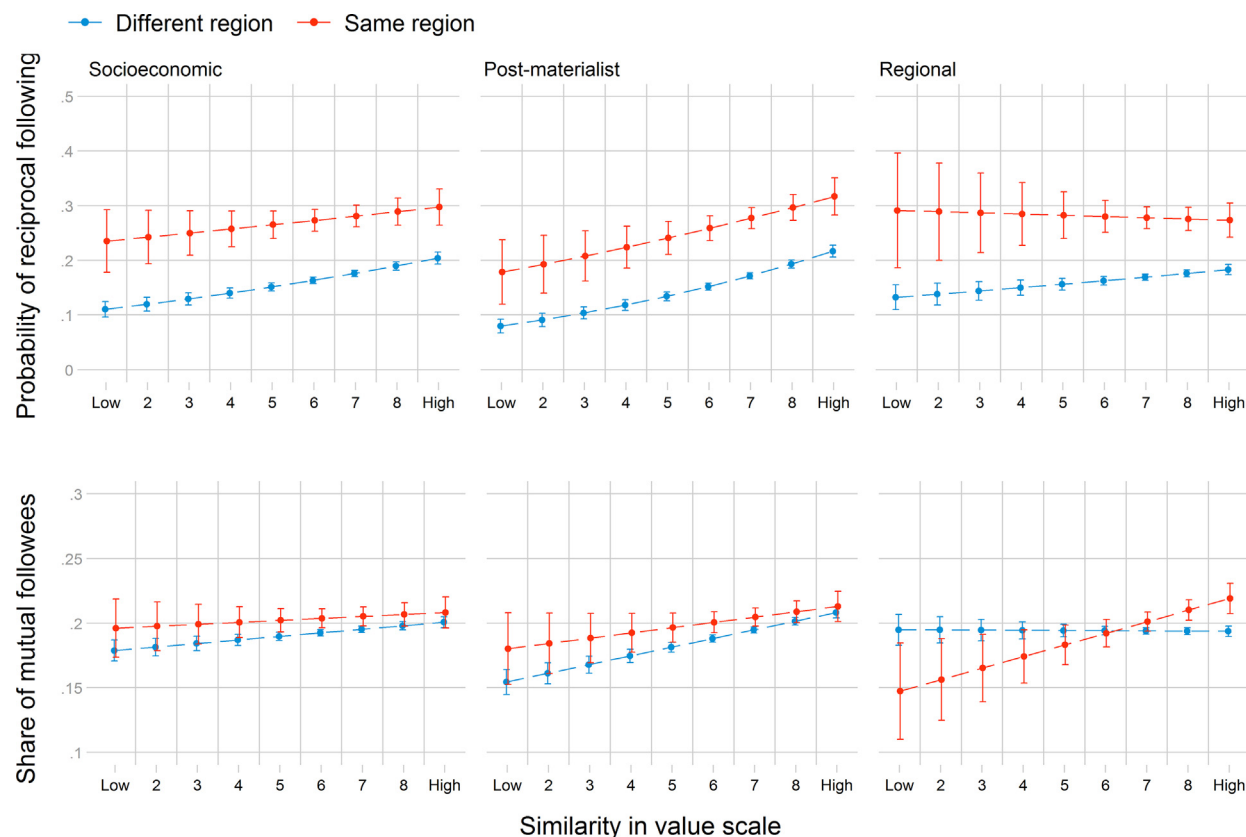 Different region Same region
Probability of reciprocal following
Socioeconomic Post-materialist Regional
.5
.4
.3
.2
.1
0
Low 2 3 4 5 6 7 8 High Low 2 3 4 5 6 7 8 High Low 2 3 4 5 6 7 8 High
Share of mutual followees
.3
.25
.2
.15
.1
Low 2 3 4 5 6 7 8 High Low 2 3 4 5 6 7 8 High Low 2 3 4 5 6 7 8 High
Similarity in value scale